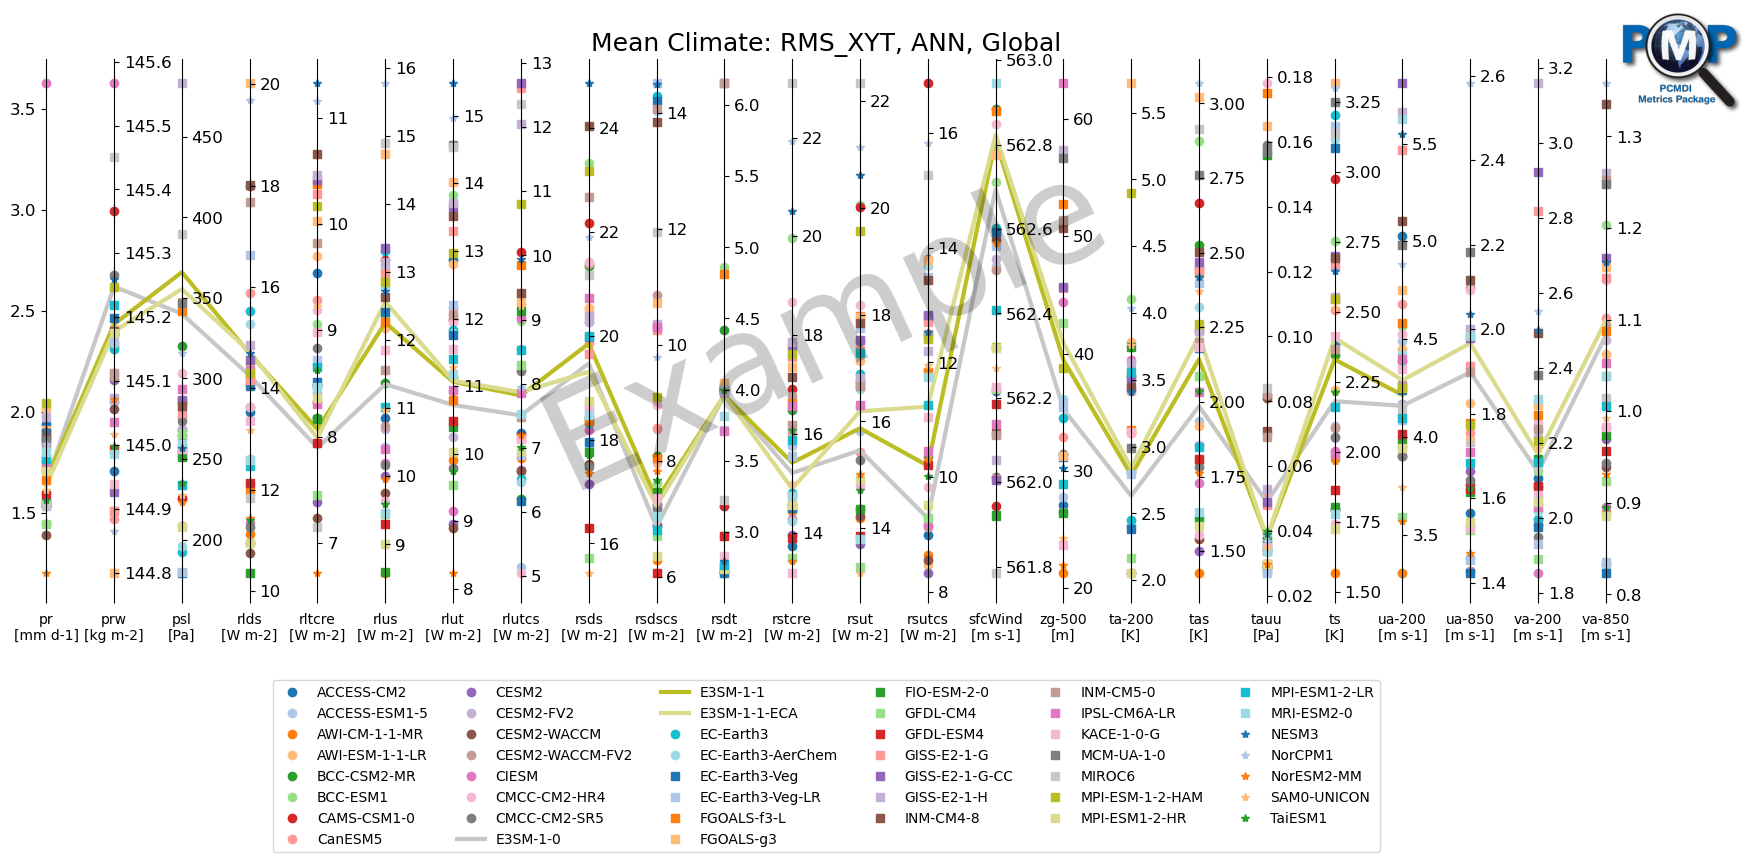 Mean Climate: RMS_XYT, ANN, Global
PMP
PCMDI
Metrics Package
Example
3.5
3.0
2.5
2.0
1.5
pr
[mm d-1]
145.6
145.5
145.4
145.3
145.2
145.1
145.0
144.9
144.8
prw
[kg m-2]
450
400
350
300
250
200
psl
[Pa]
20
18
16
14
12
10
rlds
[W m-2]
11
10
9
8
7
rltcre
[W m-2]
16
15
14
13
12
11
10
9
rlus
[W m-2]
15
14
13
12
11
10
9
8
rlut
[W m-2]
13
12
11
10
9
8
7
6
5
rlutcs
[W m-2]
24
22
20
18
16
rsds
[W m-2]
14
12
10
8
6
rsdscs
[W m-2]
6.0
5.5
5.0
4.5
4.0
3.5
3.0
rsdt
[W m-2]
22
20
18
16
14
rstcre
[W m-2]
22
20
18
16
14
rsut
[W m-2]
16
14
12
10
8
rsutcs
[W m-2]
563.0
562.8
562.6
562.4
562.2
562.0
561.8
sfcWind
[m s-1]
60
50
40
30
20
zg-500
[m]
5.5
5.0
4.5
4.0
3.5
3.0
2.5
2.0
ta-200
[K]
3.00
2.75
2.50
2.25
2.00
1.75
1.50
tas
[K]
0.18
0.16
0.14
0.12
0.10
0.08
0.06
0.04
0.02
tauu
[Pa]
3.25
3.00
2.75
2.50
2.25
2.00
1.75
1.50
ts
[K]
5.5
5.0
4.5
4.0
3.5
ua-200
[m s-1]
2.6
2.4
2.2
2.0
1.8
1.6
1.4
ua-850
[m s-1]
3.2
3.0
2.8
2.6
2.4
2.2
2.0
1.8
va-200
[m s-1]
1.3
1.2
1.1
1.0
0.9
0.8
va-850
[m s-1]
ACCESS-CM2
ACCESS-ESM1-5
AWI-CM-1-1-MR
AWI-ESM-1-1-LR
BCC-CSM2-MR
BCC-ESM1
CAMS-CSM1-0
CanESM5
CESM2
CESM2-FV2
CESM2-WACCM
CESM2-WACCM-FV2
CIESM
CMCC-CM2-HR4
CMCC-CM2-SR5
E3SM-1-0
E3SM-1-1
E3SM-1-1-ECA
EC-Earth3
EC-Earth3-AerChem
EC-Earth3-Veg
EC-Earth3-Veg-LR
FGOALS-f3-L
FGOALS-g3
FIO-ESM-2-0
GFDL-CM4
GFDL-ESM4
GISS-E2-1-G
GISS-E2-1-G-CC
GISS-E2-1-H
INM-CM4-8
INM-CM5-0
IPSL-CM6A-LR
KACE-1-0-G
MCM-UA-1-0
MIROC6
MPI-ESM-1-2-HAM
MPI-ESM1-2-HR
MPI-ESM1-2-LR
MRI-ESM2-0
NESM3
NorCPM1
NorESM2-MM
SAM0-UNICON
TaiESM1